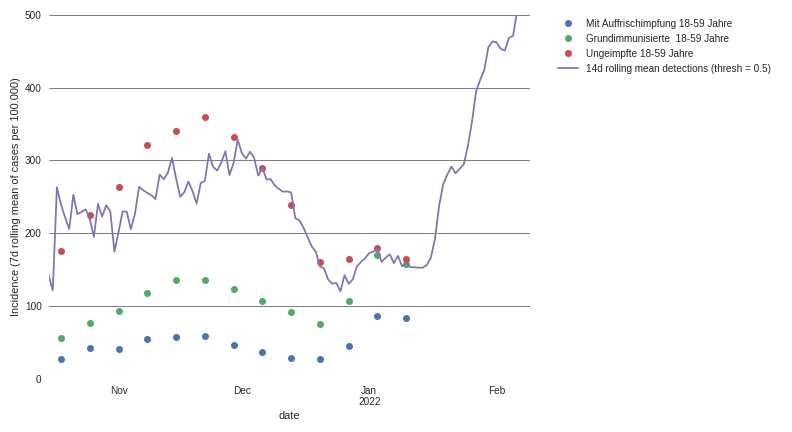 500
400
300
200
100
0
Incidence (7d rolling mean of cases per 100.000)
Nov
Dec
Jan
2022
Feb
date
Mit Auffrischimpfung 18-59 Jahre
Grundimmunisierte  18-59 Jahre
Ungeimpfte 18-59 Jahre
14d rolling mean detections (thresh = 0.5)